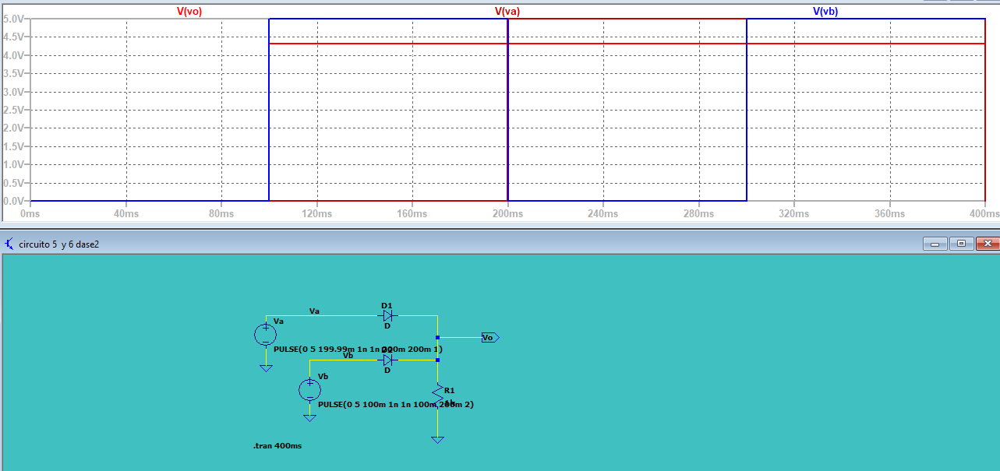 V(vo) V(va) V(vb)
5.0V
4.5V
4.0V
3.5V
3.0V
2.5V
2.0V
1.5V
1.0V
0.5V
0.0V
0ms 40ms 80ms 120ms 160ms 200ms 240ms 280ms 320ms 360ms 400ms
circuito 5 y 6 dase2
D1
Va
D
Va
Vo
PULSE(0 5 199.99m 1n 1n 200m 200m 1)
Vb
D
Vb
R1
PULSE(0 5 100m 1n 1n 100m 200m 2)
.tran 400ms